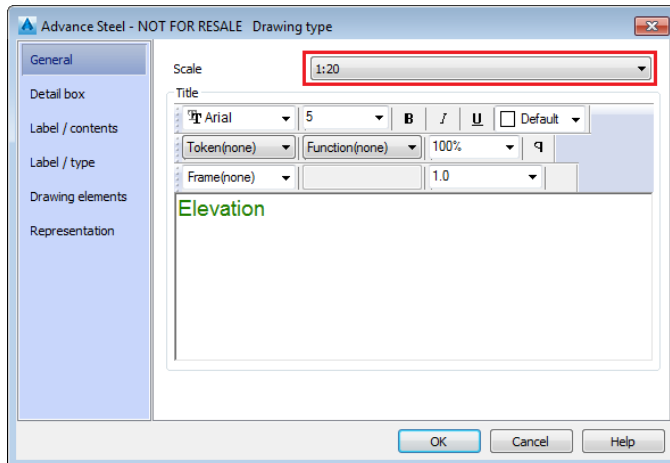 Advance Steel - NOT FOR RESALE Drawing type
General
Detail box
Label / contents
Label / type
Drawing elements
Representation
Scale
1:20
Title
Arial 5 B I U Default
Token(none) Function(none) 100%
Frame(none) 1.0
Elevation
OK Cancel Help